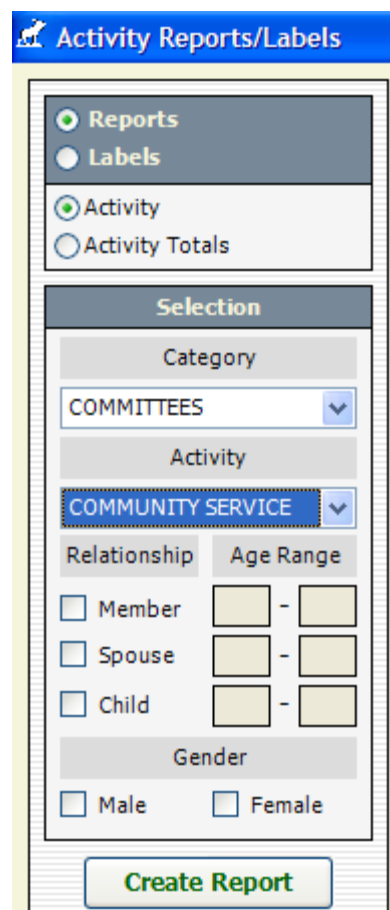 Activity Reports/Labels
Reports
Labels
Activity
Activity Totals
Selection
Category
COMMITTEES
Activity
COMMUNITY SERVICE
Relationship Age Range
Member -
Spouse -
Child -
Gender
Male Female
Create Report